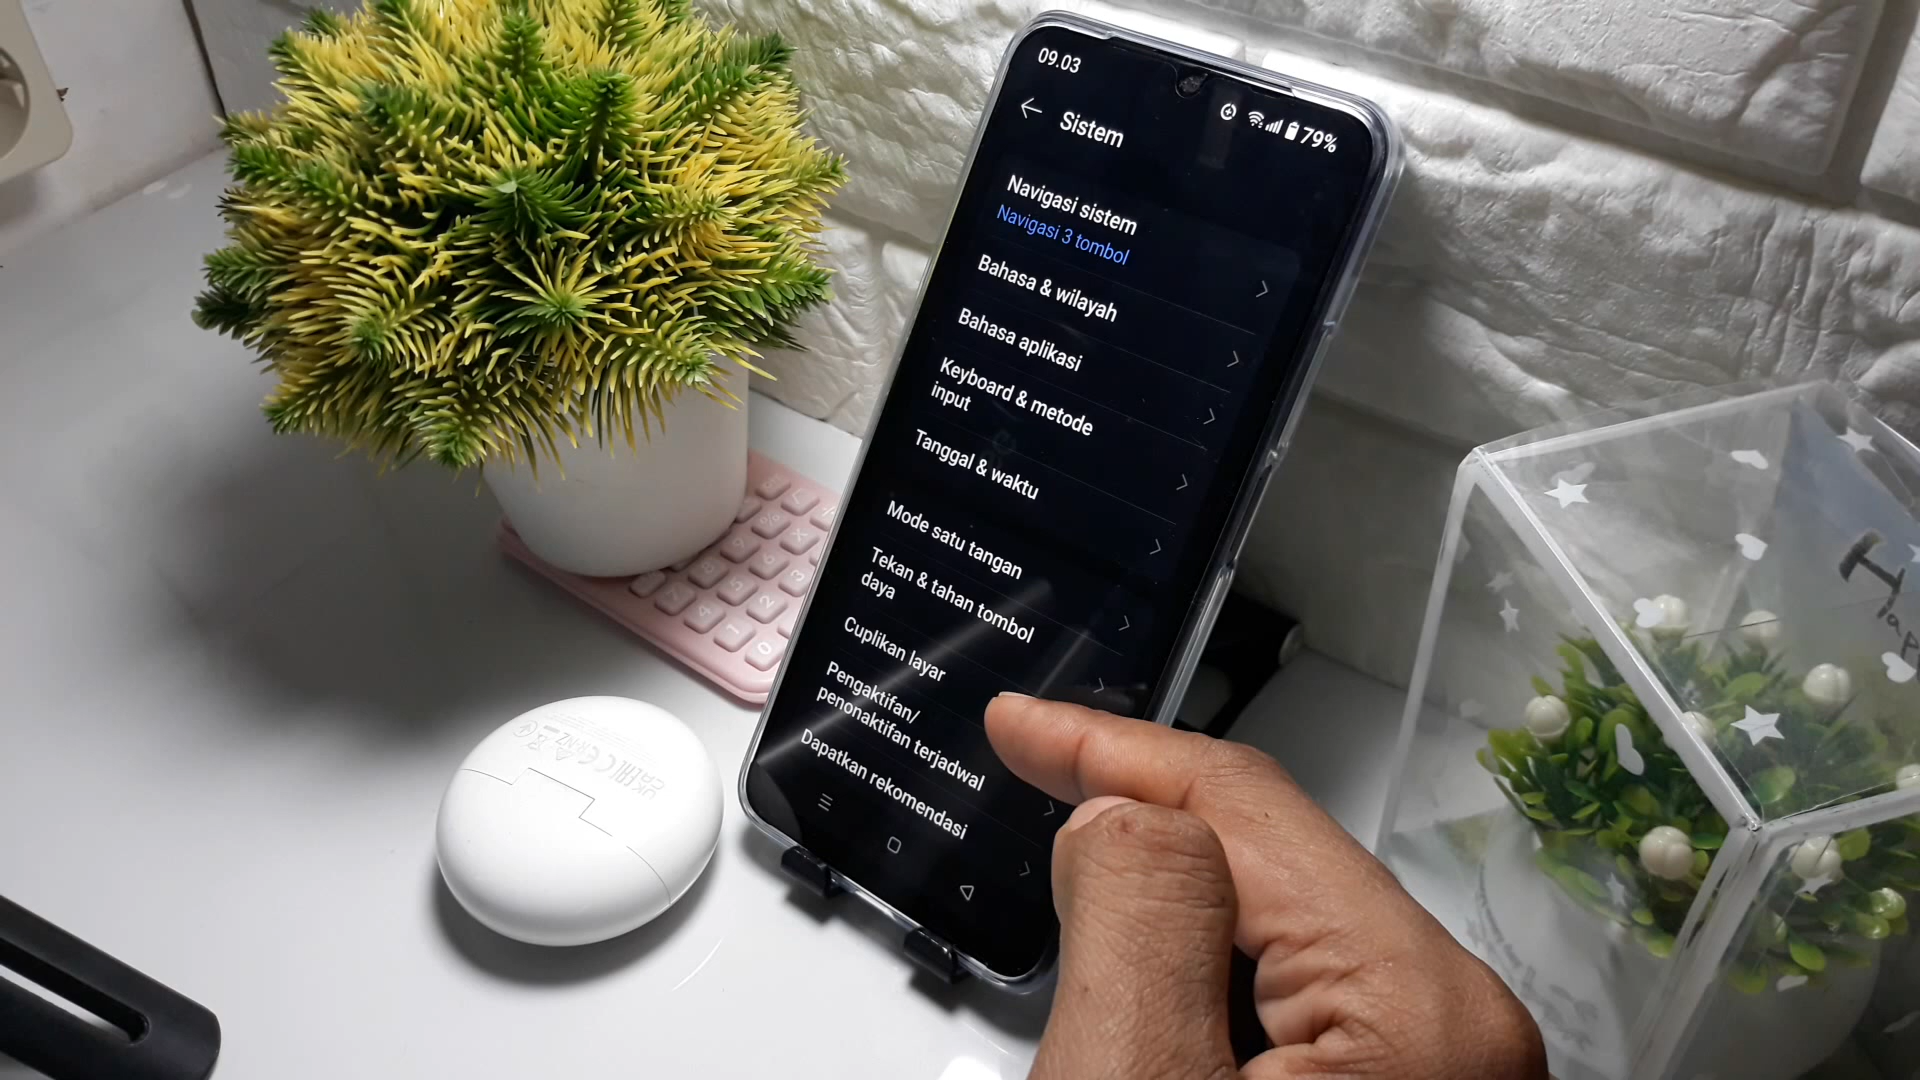 09.03
79%
Sistem
Navigasi sistem
Navigasi 3 tombol
Bahasa & wilayah
Bahasa aplikasi
Keyboard & metode
input
Tanggal & waktu
Mode satu tangan
Tekan & tahan tombol
daya
Cuplikan layar
Pengaktifan/
penonaktifan terjadwal
Dapatkan rekomendasi
Hap